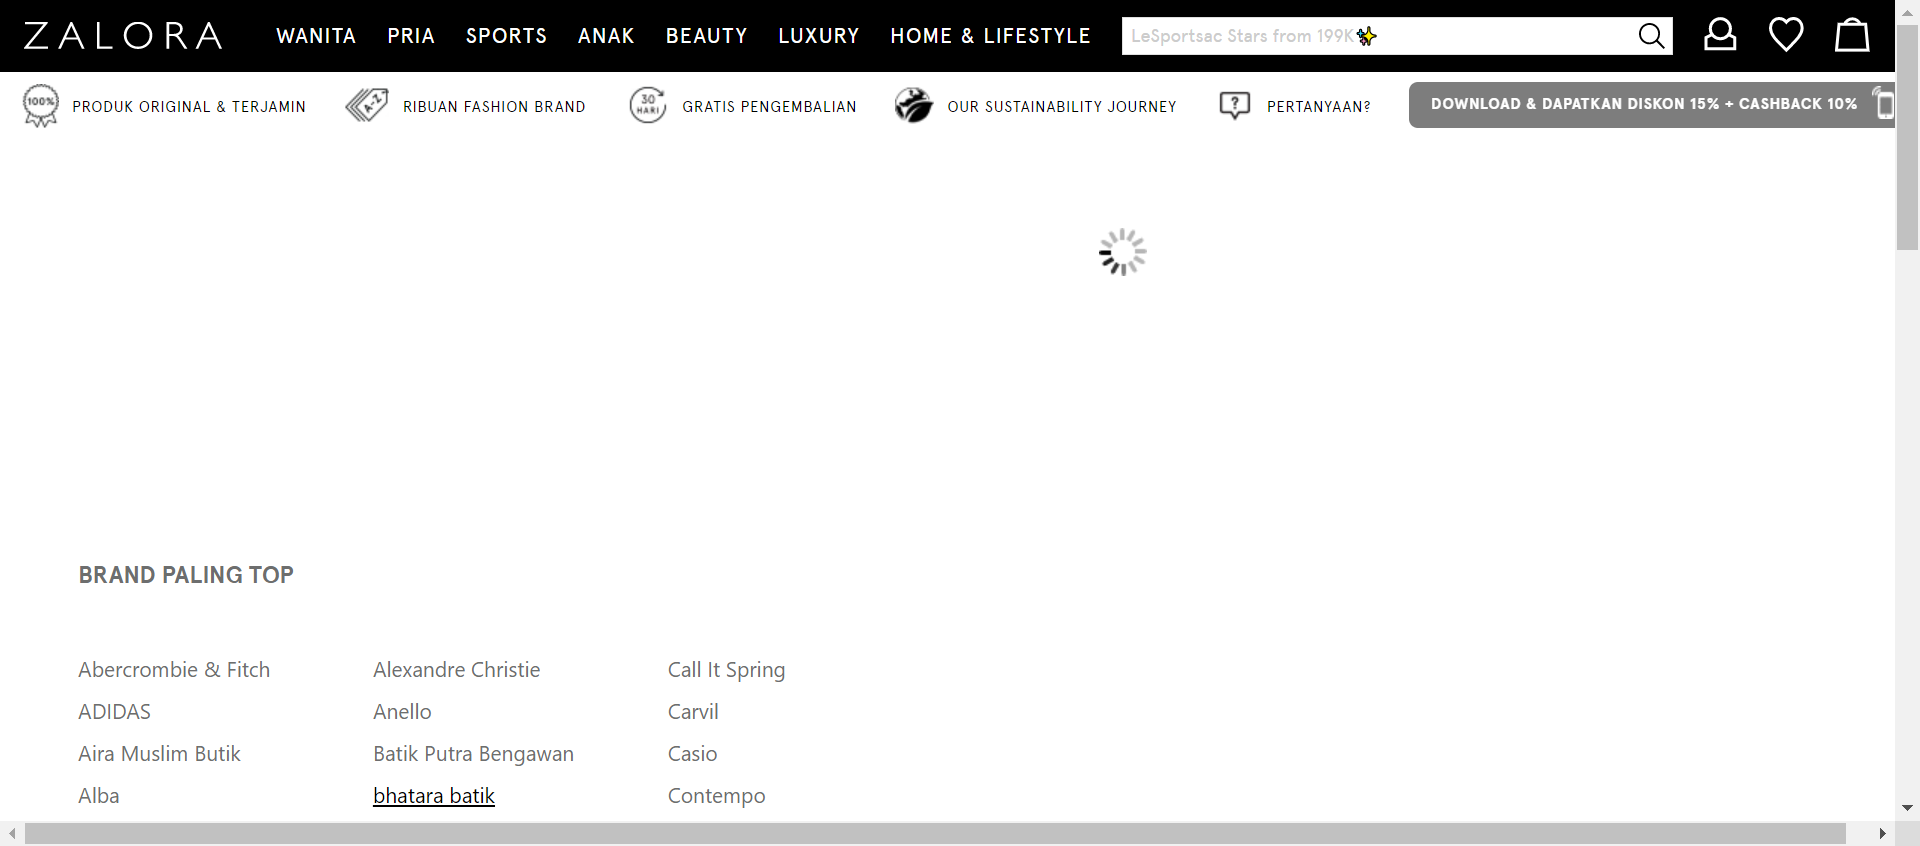 ZALORA WANITA PRIA SPORTS ANAK BEAUTY LUXURY HOME & LIFESTYLE LeSportsac Stars from 199K✨
100% PRODUK ORIGINAL & TERJAMIN A-Z RIBUAN FASHION BRAND 30 HARI GRATIS PENGEMBALIAN OUR SUSTAINABILITY JOURNEY ? PERTANYAAN? DOWNLOAD & DAPATKAN DISKON 15% + CASHBACK 10%
BRAND PALING TOP
Abercrombie & Fitch Alexandre Christie Call It Spring
ADIDAS Anello Carvil
Aira Muslim Butik Batik Putra Bengawan Casio
Alba bhatara batik Contempo